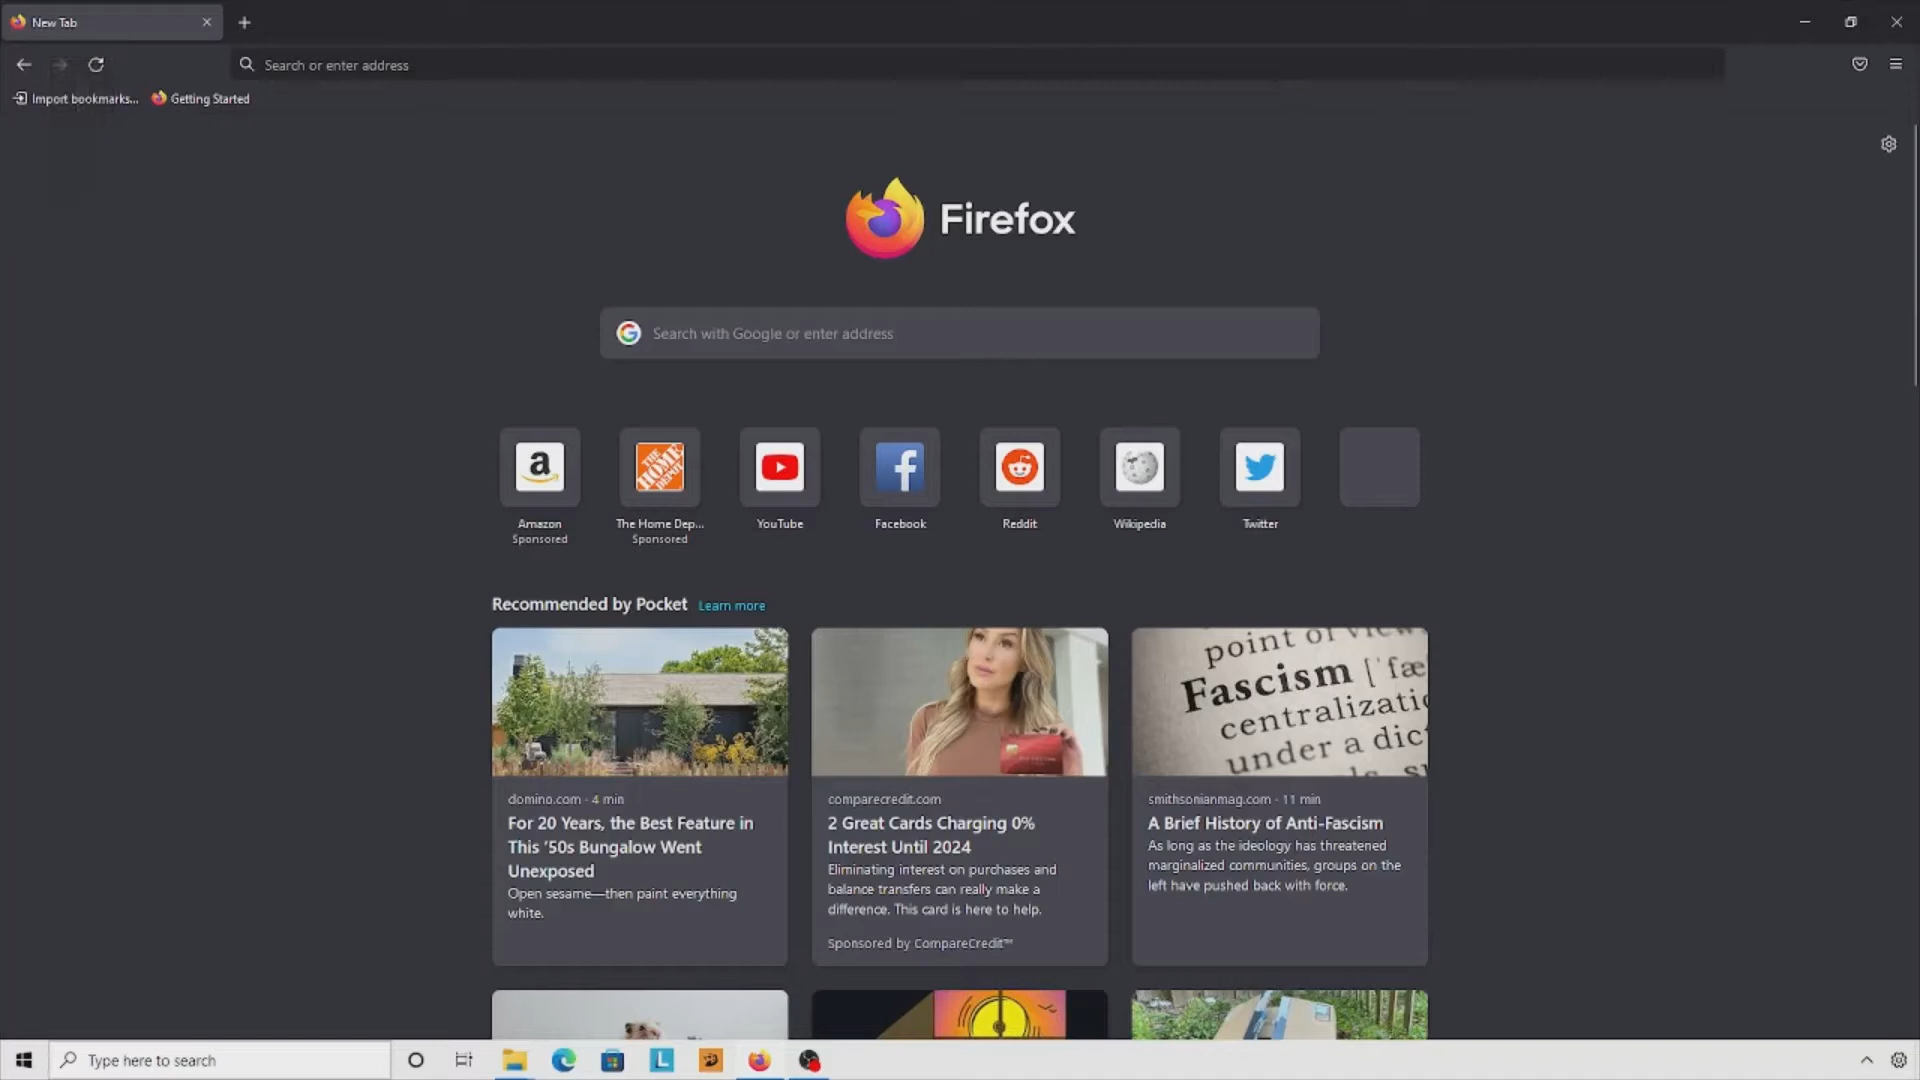 New Tab
Search or enter address
Import bookmarks...
Getting Started
Firefox
Search with Google or enter address
a
THE HOME DEPOT
Amazon
Sponsored
The Home Dep...
Sponsored
YouTube
Facebook
Reddit
Wikipedia
Twitter
Recommended by Pocket Learn more
point of view
Fascism [ˈfæ
centralizatio
under a dict
domino.com · 4 min
For 20 Years, the Best Feature in
This ’50s Bungalow Went
Unexposed
Open sesame—then paint everything
white.
comparecredit.com
2 Great Cards Charging 0%
Interest Until 2024
Eliminating interest on purchases and
balance transfers can really make a
difference. This card is here to help.
Sponsored by CompareCredit™
smithsonianmag.com · 11 min
A Brief History of Anti-Fascism
As long as the ideology has threatened
marginalized communities, groups on the
left have pushed back with force.
Type here to search
L